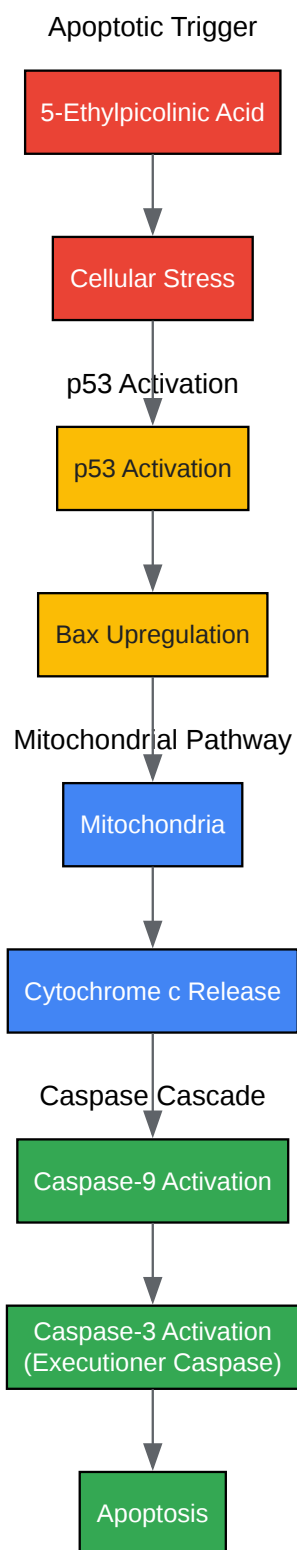 Apoptotic Trigger
5-Ethylpicolinic Acid
Cellular Stress
p53 Activation
p53 Activation
Bax Upregulation
Mitochondrial Pathway
Mitochondria
Cytochrome c Release
Caspase Cascade
Caspase-9 Activation
Caspase-3 Activation
(Executioner Caspase)
Apoptosis